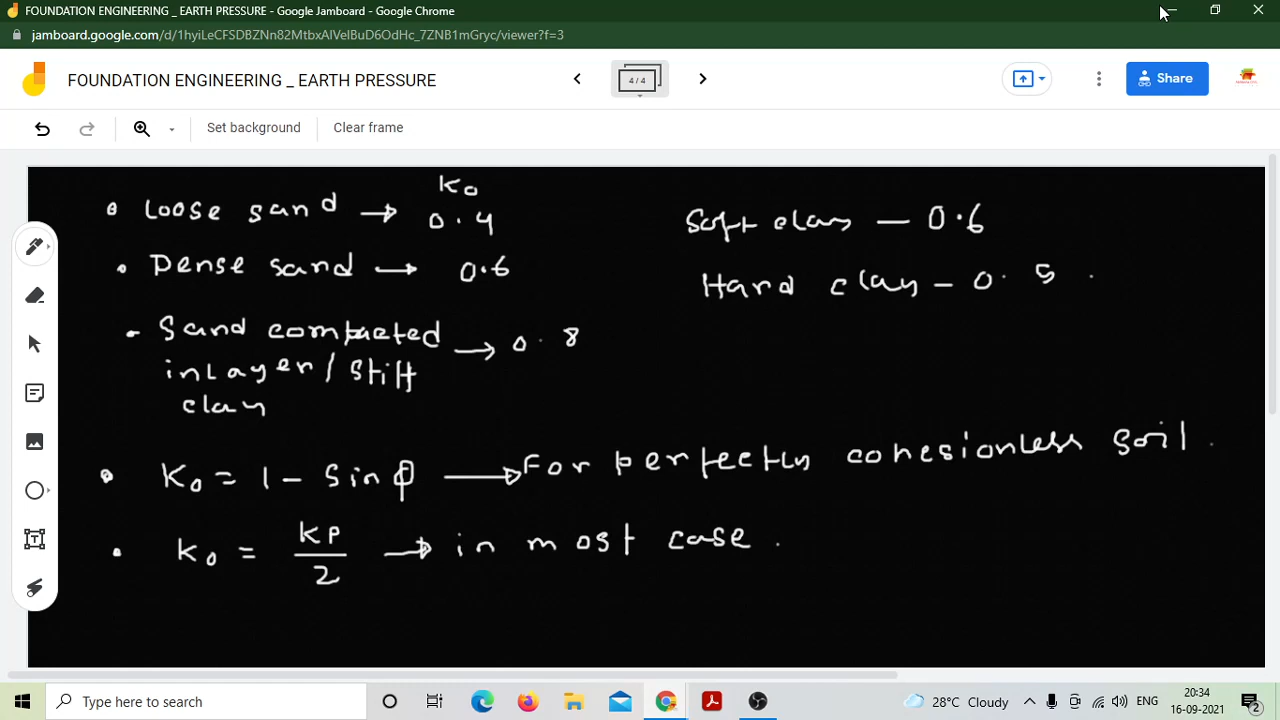 FOUNDATION ENGINEERING _ EARTH PRESSURE - Google Jamboard - Google Chrome
jamboard.google.com/d/1hyiLeCFSDBZNn82MtbxAlVelBuD6OdHc_7ZNB1mGryc/viewer?f=3
FOUNDATION ENGINEERING _ EARTH PRESSURE
4 / 4
Share
Set background
Clear frame
K0
• Loose sand → 0.4
• Dense sand → 0.6
• Sand compacted → 0.8
in Layer / Stiff
clay
Soft clay — 0.6
Hard clay – 0.5
• K0 = 1 - Sin φ → For perfectly cohesionless soil.
• K0 = KP/2 → in most case.
Type here to search
28°C Cloudy
ENG
20:34
16-09-2021
2